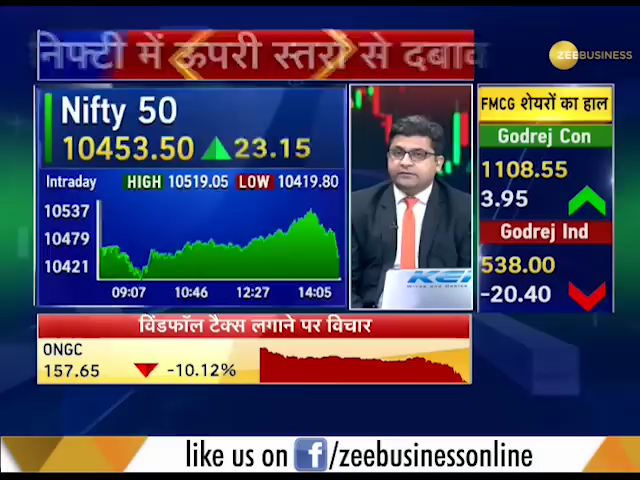 निफ्टी में ऊपरी स्तरों से दबाव
ZEEBUSINESS
Nifty 50
10453.50 23.15
Intraday HIGH 10519.05 LOW 10419.80
10537
10479
10421
09:07 10:46 12:27 14:05
FMCG शेयरों का हाल
Godrej Con
1108.55
3.95
Godrej Ind
538.00
-20.40
विंडफॉल टैक्स लगाने पर विचार
ONGC
157.65 -10.12%
like us on f/zeebusinessonline